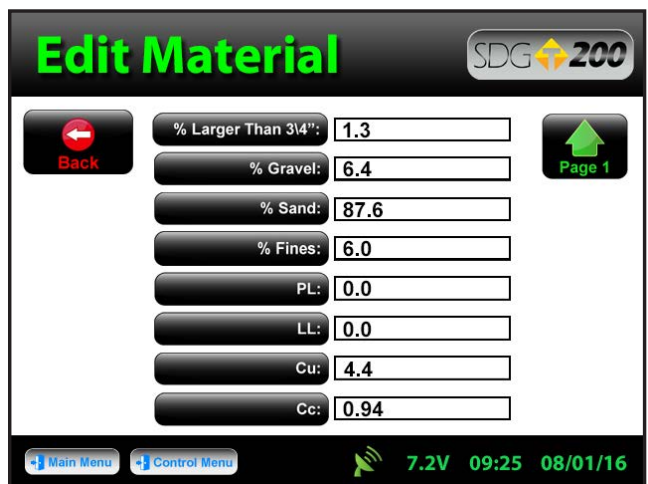 Edit Material
SDG 200
Back
% Larger Than 3\4”: 1.3
Page 1
% Gravel: 6.4
% Sand: 87.6
% Fines: 6.0
PL: 0.0
LL: 0.0
Cu: 4.4
Cc: 0.94
Main Menu Control Menu 7.2V 09:25 08/01/16